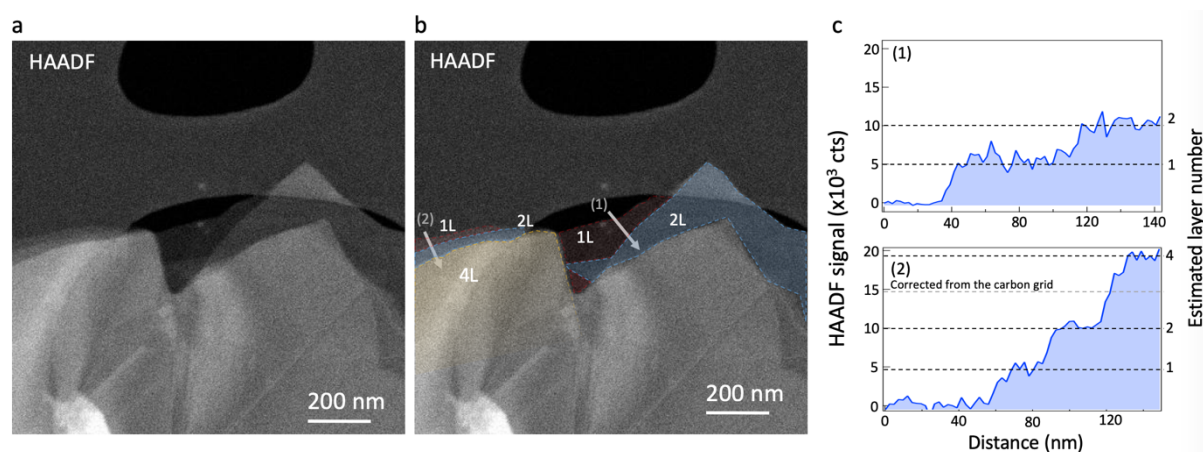 a
HAADF
200 nm
b
HAADF
(2)
1L
2L
(1)
1L
2L
4L
200 nm
c
HAADF signal (x10³ cts)
20
15
10
5
0
(1)
2
1
0
40
60
80
100
120
140
20
15
10
5
0
(2)
Corrected from the carbon grid
4
2
1
0
40
80
120
Distance (nm)
Estimated layer number